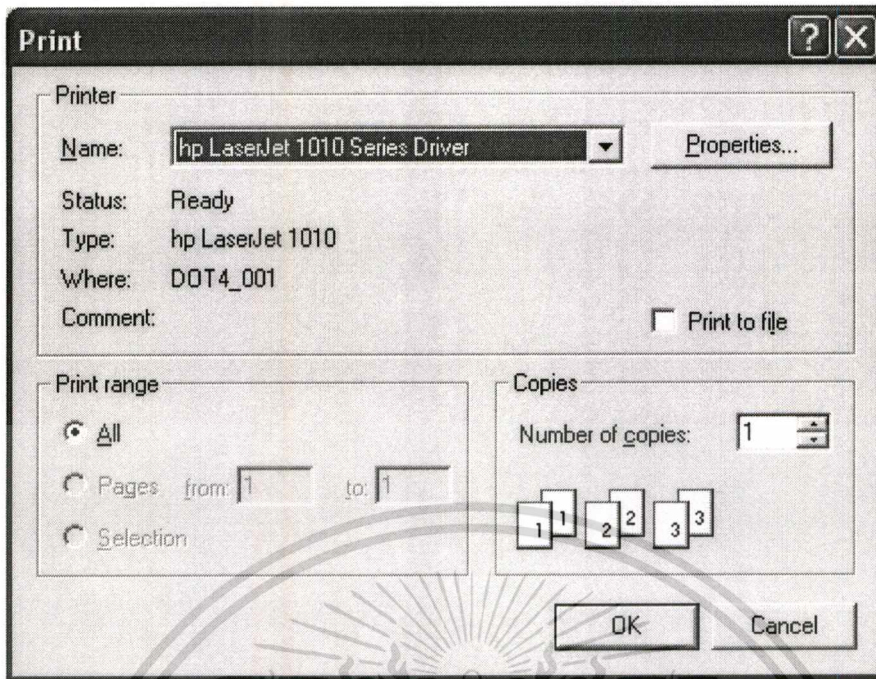 Print
Printer
Name: hp LaserJet 1010 Series Driver Properties...
Status: Ready
Type: hp LaserJet 1010
Where: DOT4_001
Comment: Print to file
Print range
All
Pages from: 1 to: 1
Selection
Copies
Number of copies: 1
1 1 2 2 3 3
OK Cancel